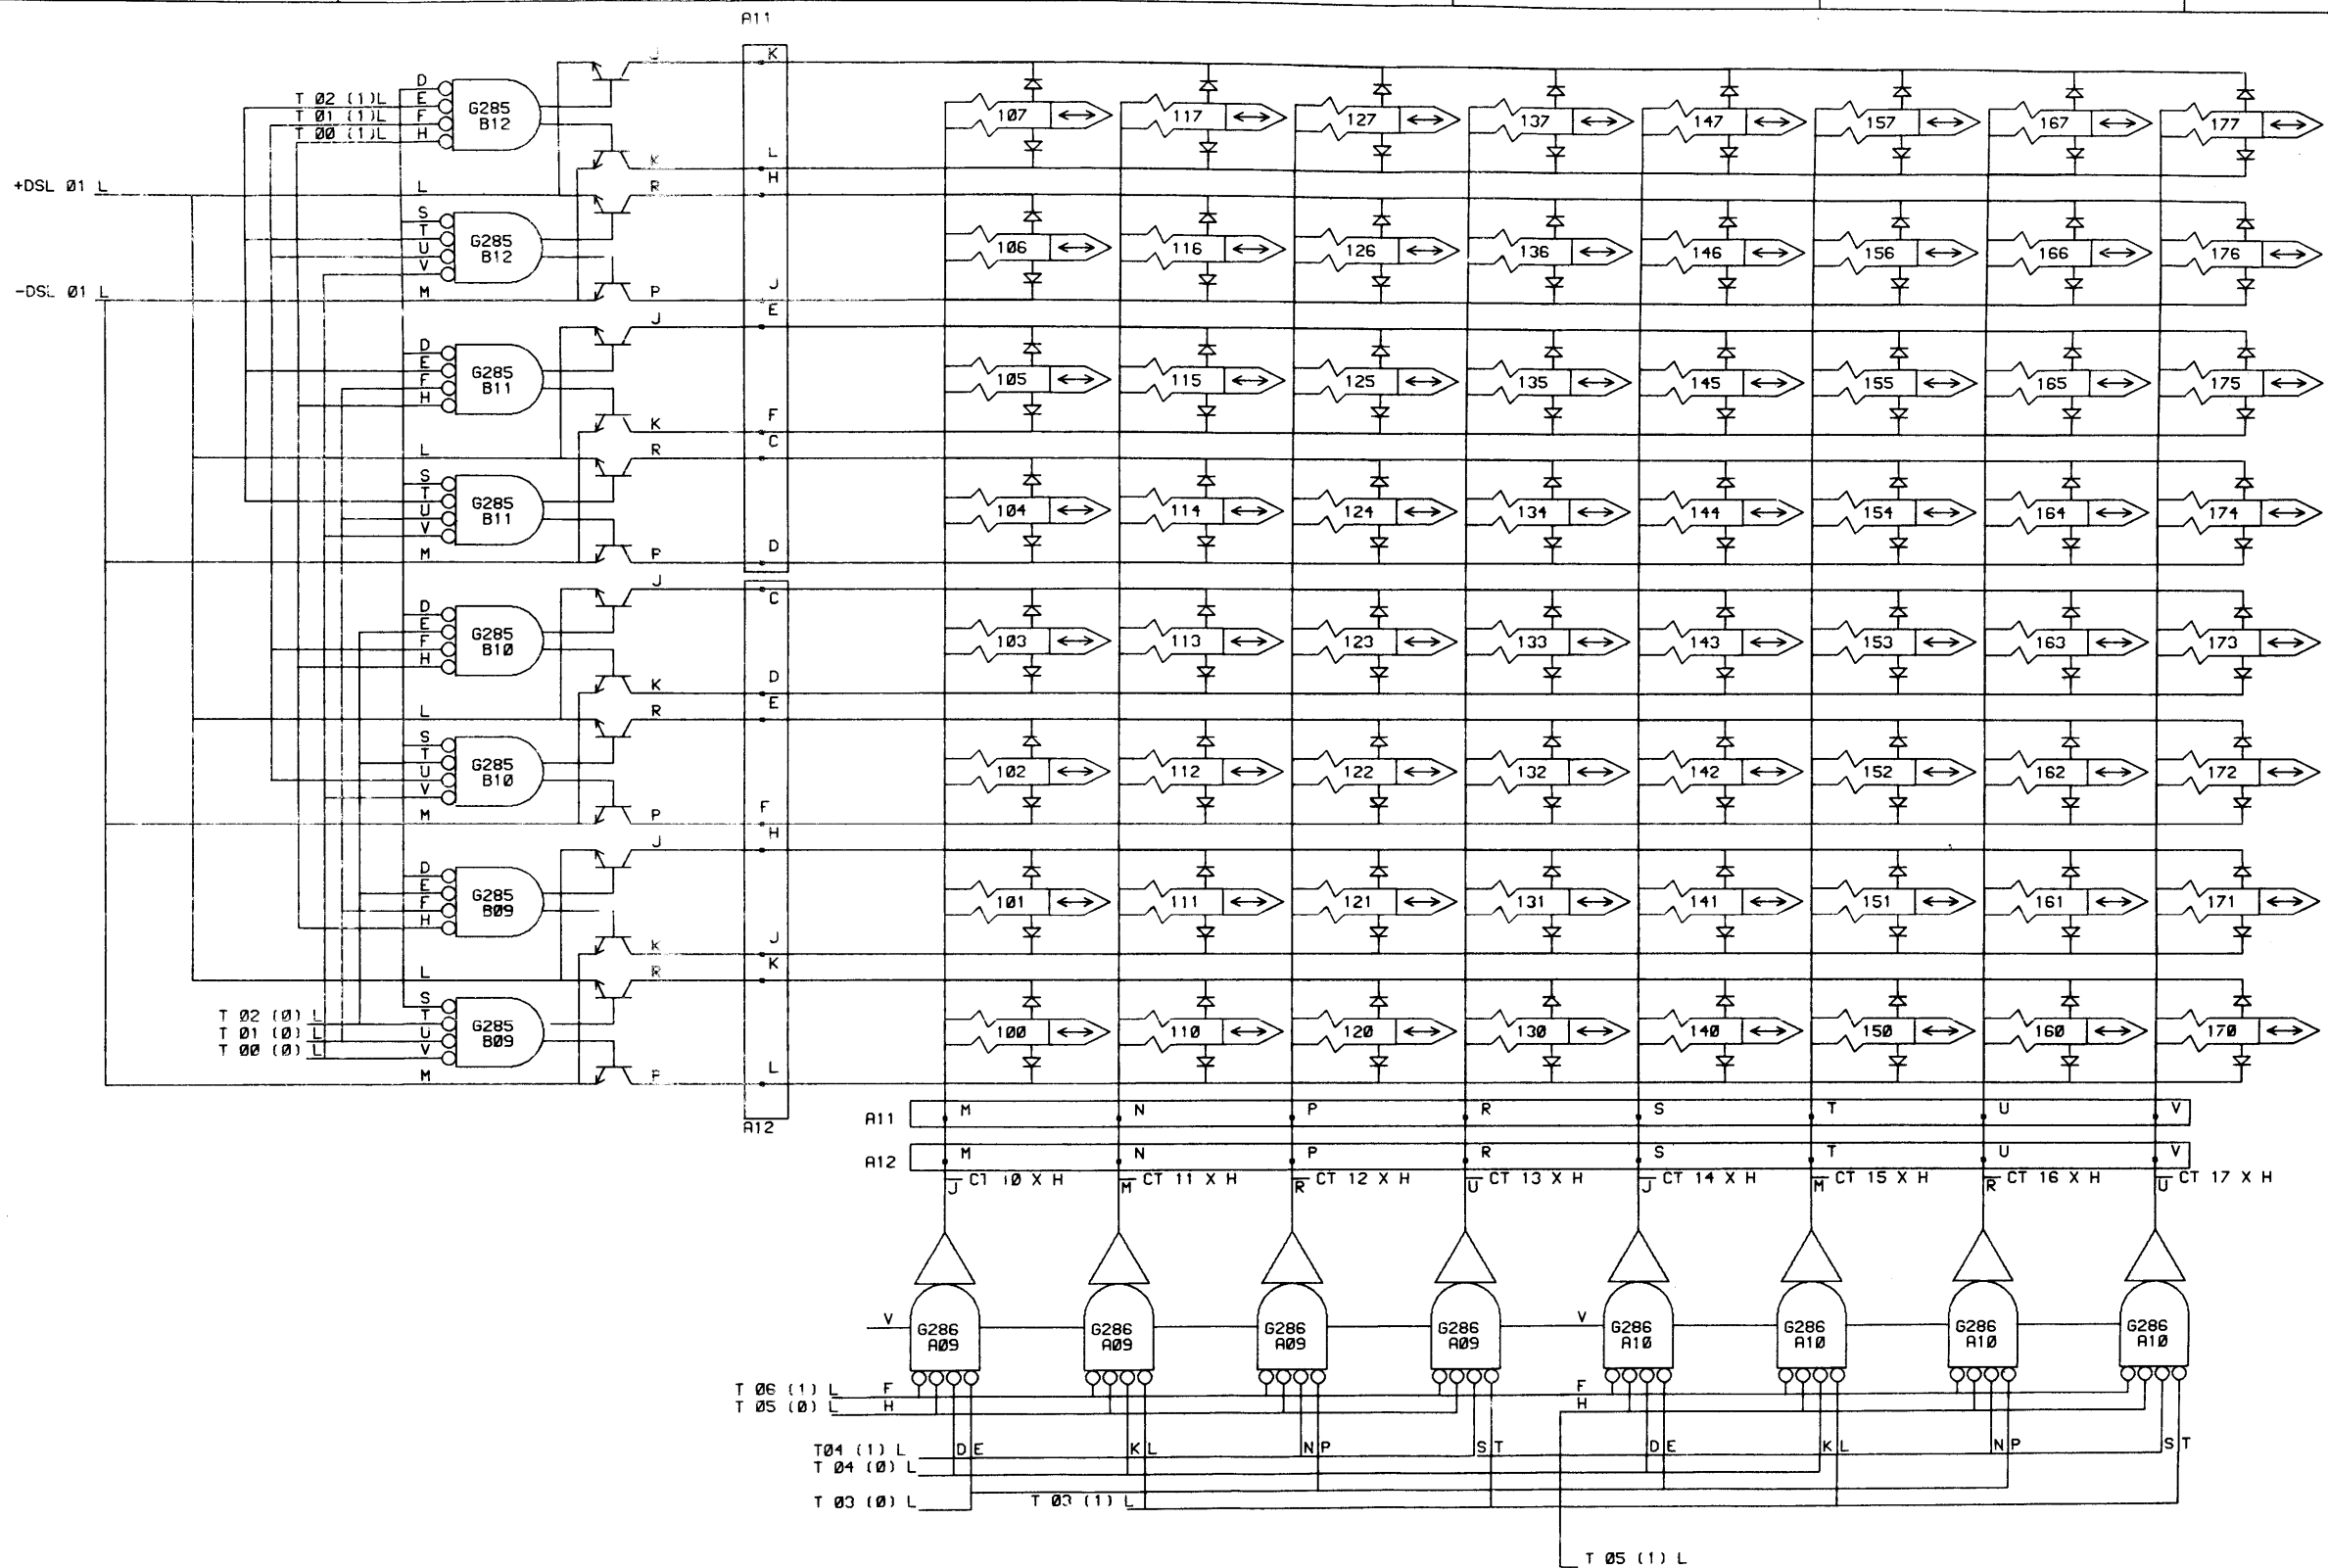 A11
K
J
D
T 02 (1) L E
T 01 (1) L F
T 00 (1) L H
G285
B12
107 117 127 137 147 157 167 177
K L
+DSL 01 L L R H
S
T
U
V
G285
B12
106 116 126 136 146 156 166 176
-DSL 01 L M P J
J E
D
E
F
H
G285
B11
105 115 125 135 145 155 165 175
K F
L R C
S
T
U
V
G285
B11
104 114 124 134 144 154 164 174
M P D
J C
D
E
F
H
G285
B10
103 113 123 133 143 153 163 173
K D
L R E
S
T
U
V
G285
B10
102 112 122 132 142 152 162 172
M P F
J H
D
E
F
H
G285
B09
101 111 121 131 141 151 161 171
K J
L R K
S
T 02 (0) L T
T 01 (0) L U
T 00 (0) L V
G285
B09
100 110 120 130 140 150 160 170
M P L
A12
A11 M N P R S T U V
A12 M N P R S T U V
J CT 10 X H M CT 11 X H R CT 12 X H U CT 13 X H J CT 14 X H M CT 15 X H R CT 16 X H U CT 17 X H
V V
G286 G286 G286 G286 G286 G286 G286 G286
A09 A09 A09 A09 A10 A10 A10 A10
T 06 (1) L F F
T 05 (0) L H H
T04 (1) L D E K L N P S T D E K L N P S T
T 04 (0) L
T 03 (0) L T 03 (1) L
T 05 (1) L